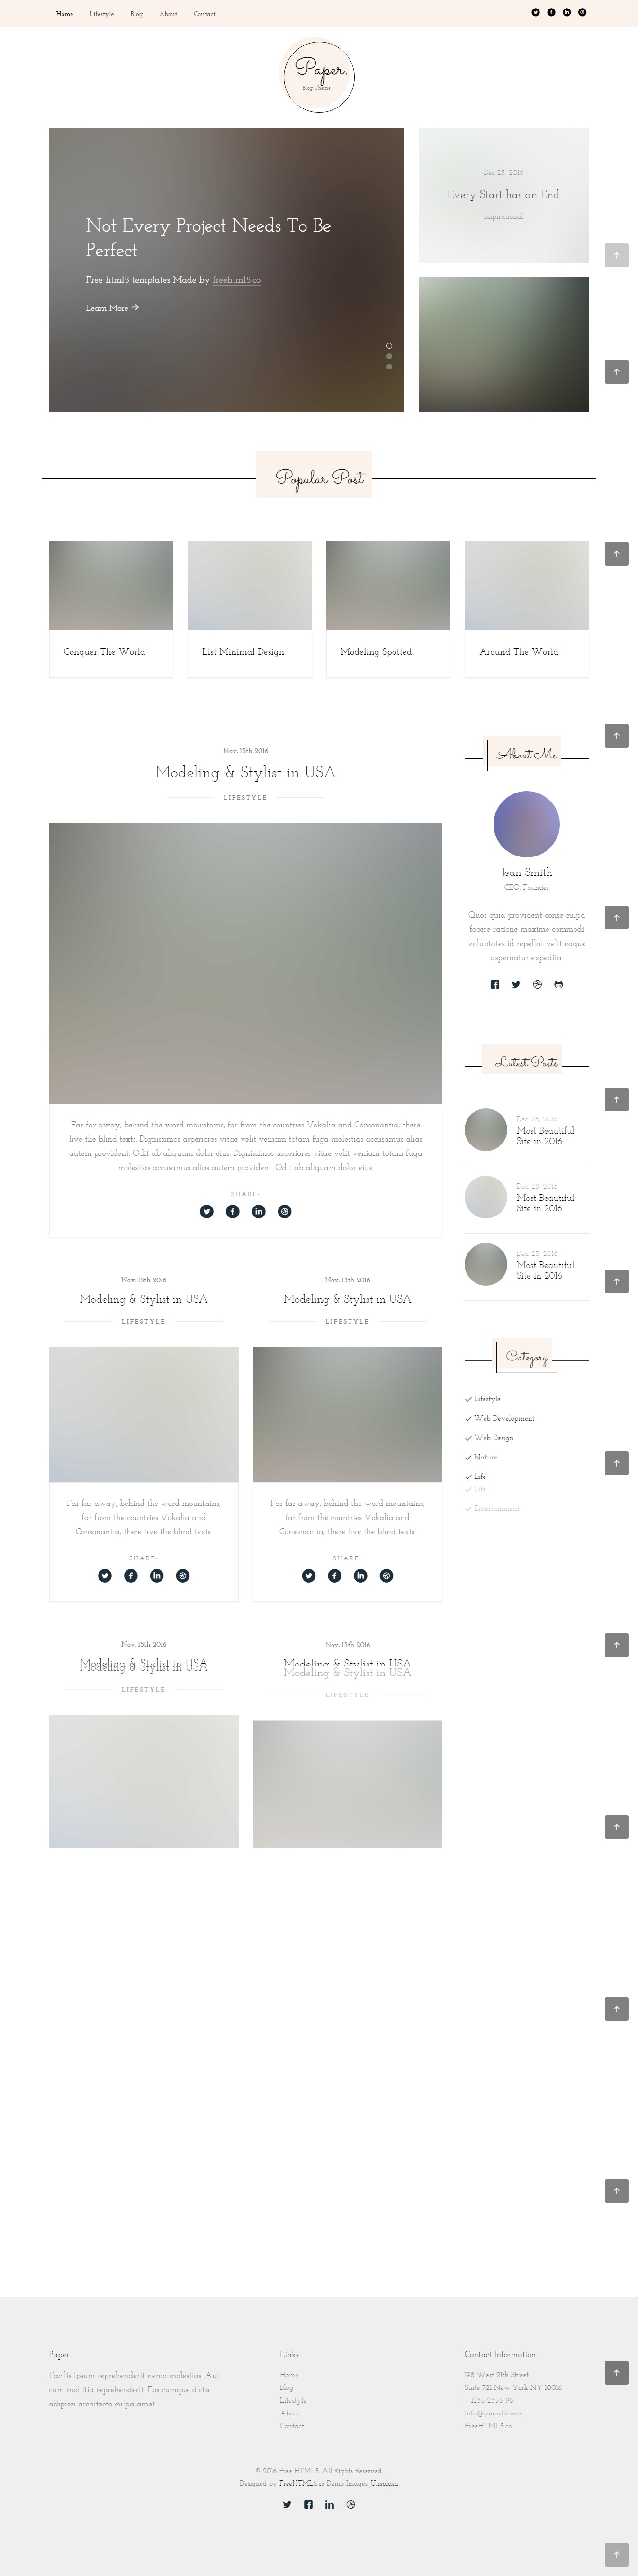 Home Lifestyle Blog About Contact
Paper.
Blog Theme
Not Every Project Needs To Be
Perfect
Free html5 templates Made by freehtml5.co
Learn More →
Dec 25, 2016
Every Start has an End
Inspirational
Popular Post
Conquer The World
List Minimal Design
Modeling Spotted
Around The World
Nov. 15th 2016
Modeling & Stylist in USA
LIFESTYLE
Far far away, behind the word mountains, far from the countries Vokalia and Consonantia, there
live the blind texts. Dignissimos asperiores vitae velit veniam totam fuga molestias accusamus alias
autem provident. Odit ab aliquam dolor eius. Dignissimos asperiores vitae velit veniam totam fuga
molestias accusamus alias autem provident. Odit ab aliquam dolor eius.
SHARE:
Nov. 15th 2016
Modeling & Stylist in USA
LIFESTYLE
Far far away, behind the word mountains,
far from the countries Vokalia and
Consonantia, there live the blind texts.
SHARE:
Nov. 15th 2016
Modeling & Stylist in USA
LIFESTYLE
Far far away, behind the word mountains,
far from the countries Vokalia and
Consonantia, there live the blind texts.
SHARE:
Nov. 15th 2016
Modeling & Stylist in USA
LIFESTYLE
Nov. 15th 2016
Modeling & Stylist in USA
Modeling & Stylist in USA
LIFESTYLE
About Me
Jean Smith
CEO, Founder
Quos quia provident conse culpa
facere ratione maxime commodi
voluptates id repellat velit eaque
aspernatur expedita.
Latest Posts
Dec. 25, 2016
Most Beautiful
Site in 2016
Dec. 25, 2016
Most Beautiful
Site in 2016
Dec. 25, 2016
Most Beautiful
Site in 2016
Category
Lifestyle
Web Development
Web Design
Nature
Life
Life
Entertainment
Paper
Facilis ipsum reprehenderit nemo molestias. Aut
cum mollitia reprehenderit. Eos cumque dicta
adipisci architecto culpa amet.
Links
Home
Blog
Lifestyle
About
Contact
Contact Information
198 West 21th Street,
Suite 721 New York NY 10016
+ 1235 2355 98
info@yoursite.com
FreeHTML5.co
© 2016 Free HTML5. All Rights Reserved.
Designed by FreeHTML5.co Demo Images: Unsplash